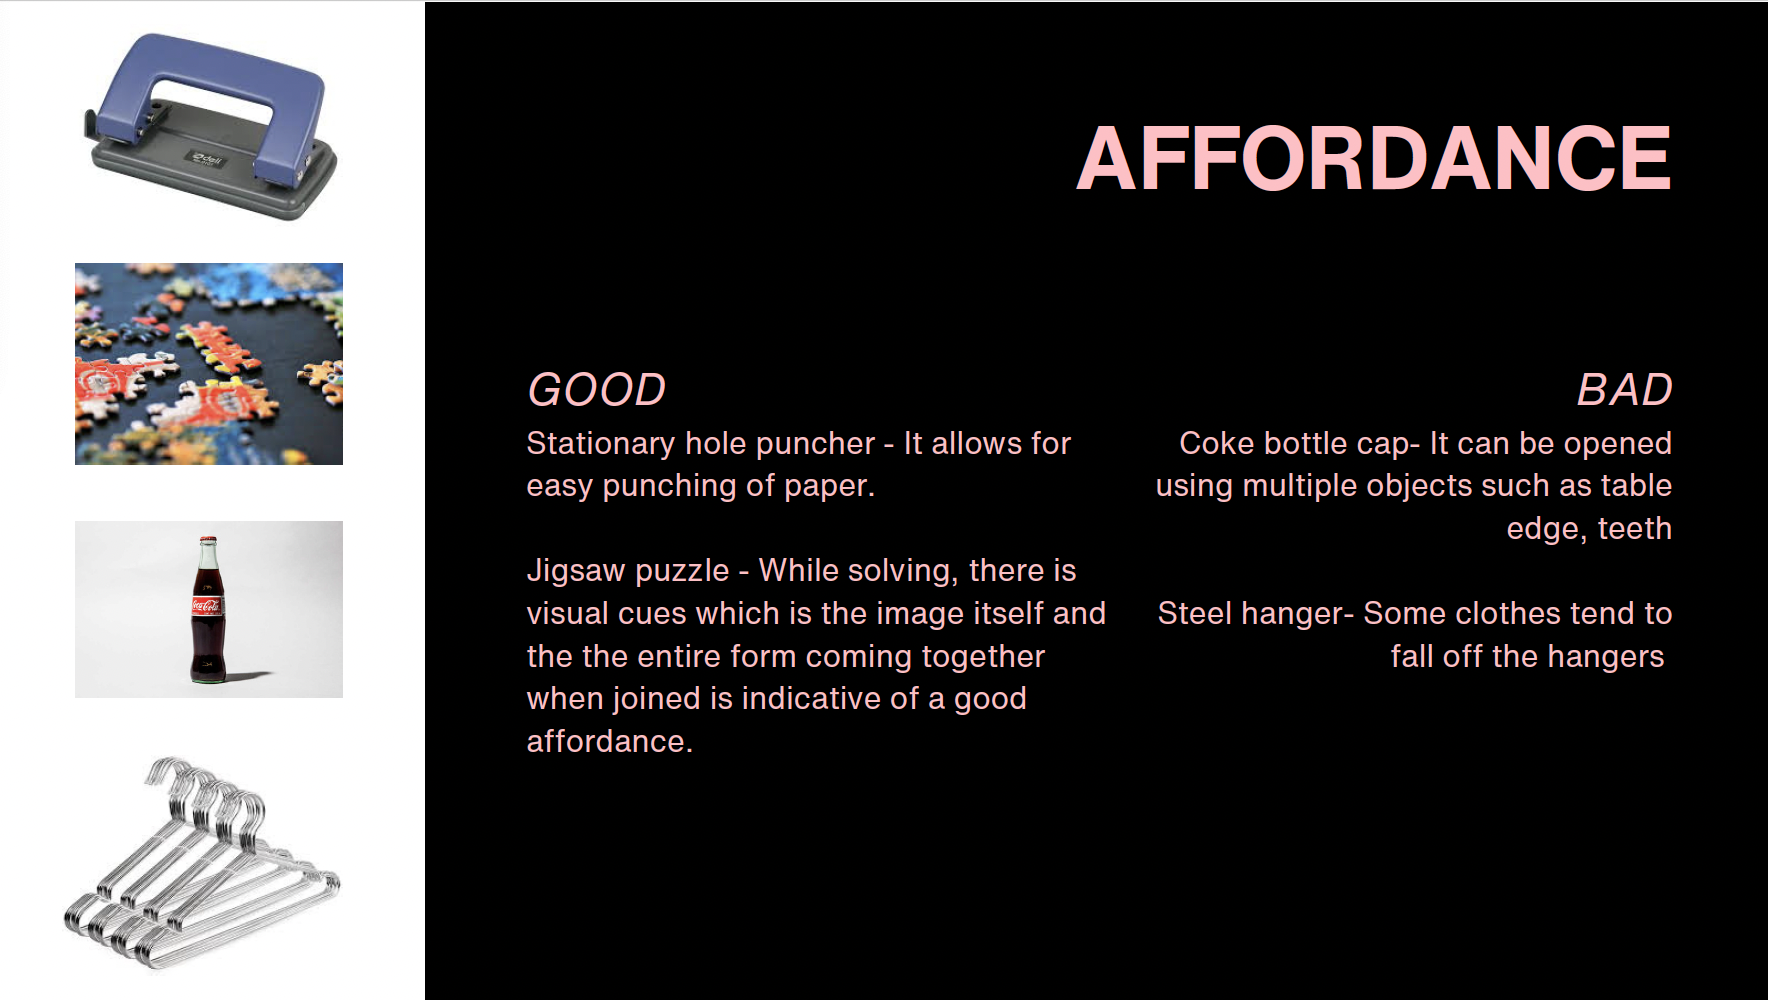 AFFORDANCE
GOOD
Stationary hole puncher - It allows for
easy punching of paper.
Jigsaw puzzle - While solving, there is
visual cues which is the image itself and
the the entire form coming together
when joined is indicative of a good
affordance.
BAD
Coke bottle cap- It can be opened
using multiple objects such as table
edge, teeth
Steel hanger- Some clothes tend to
fall off the hangers
deli
Coca-Cola